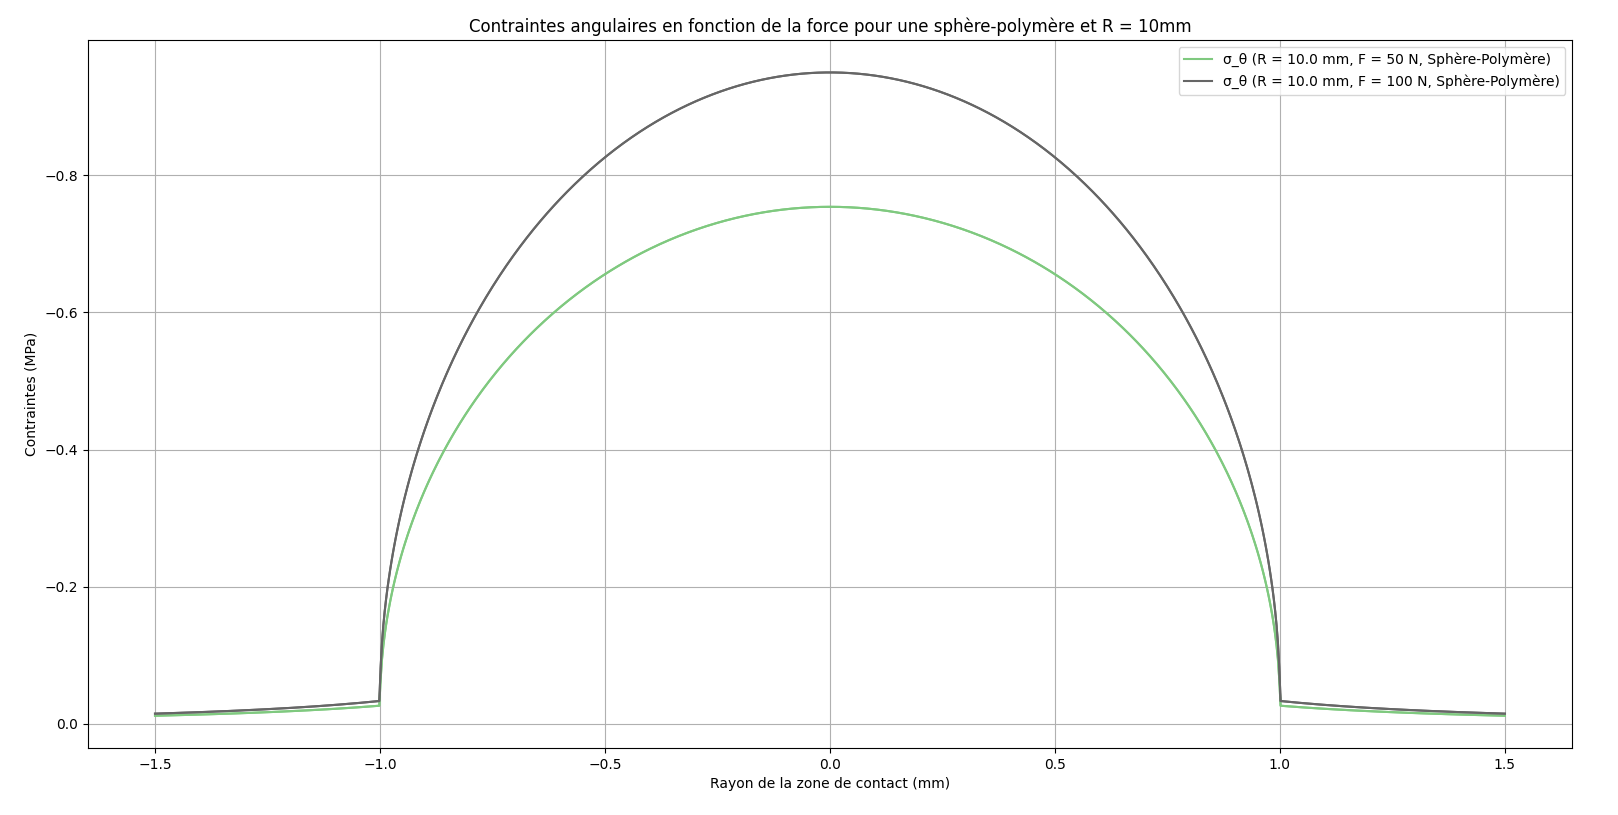 Contraintes angulaires en fonction de la force pour une sphère-polymère et R = 10mm
σ_θ (R = 10.0 mm, F = 50 N, Sphère-Polymère)
σ_θ (R = 10.0 mm, F = 100 N, Sphère-Polymère)
Contraintes (MPa)
−0.8
−0.6
−0.4
−0.2
0.0
−1.5 −1.0 −0.5 0.0 0.5 1.0 1.5
Rayon de la zone de contact (mm)